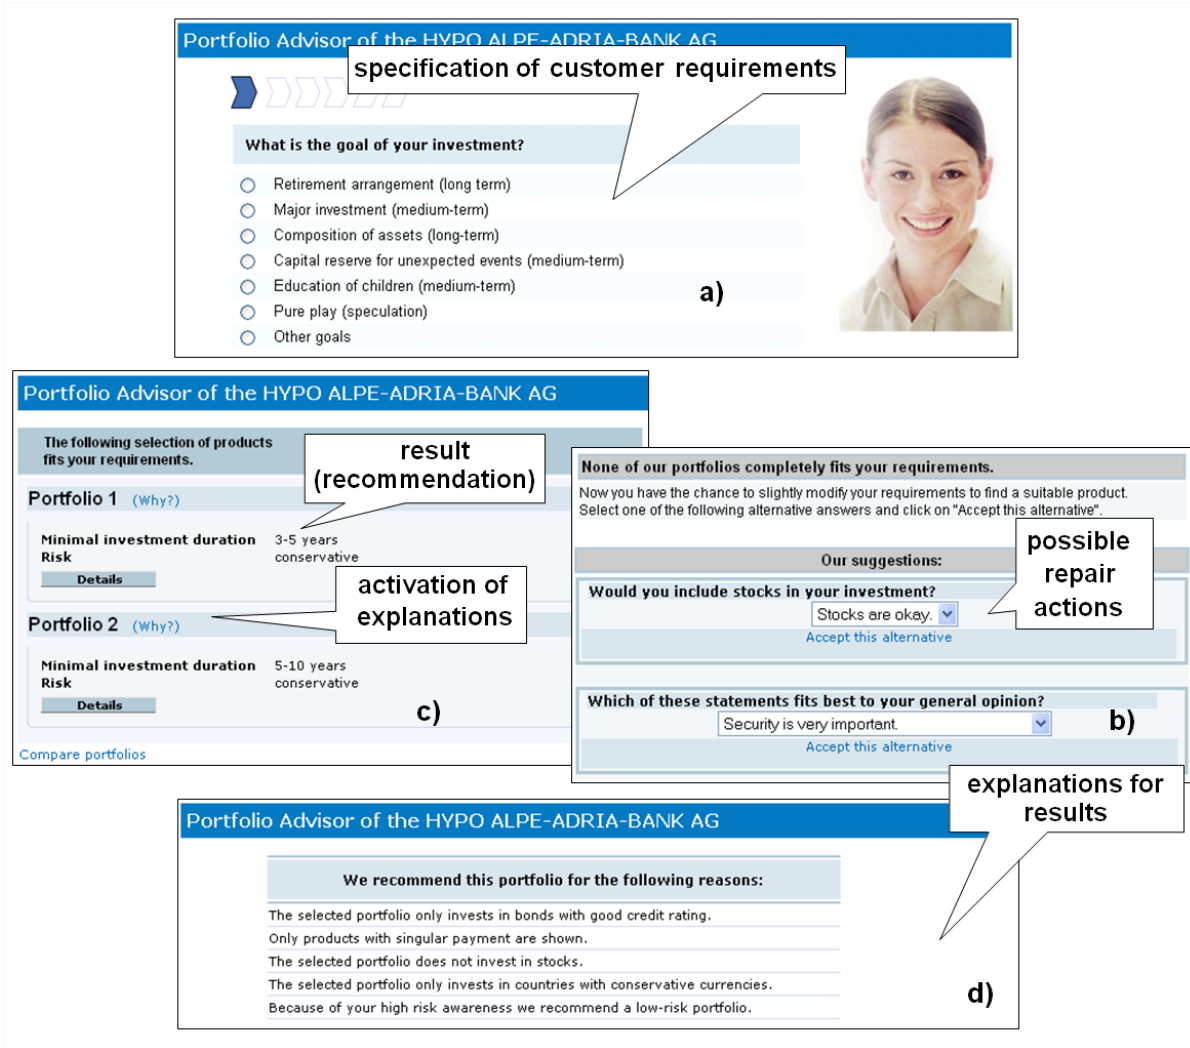 Portfolio Advisor of the HYPO ALPE-ADRIA-BANK AG
specification of customer requirements
What is the goal of your investment?
Retirement arrangement (long term)
Major investment (medium-term)
Composition of assets (long-term)
Capital reserve for unexpected events (medium-term)
Education of children (medium-term)
Pure play (speculation)
Other goals
a)
Portfolio Advisor of the HYPO ALPE-ADRIA-BANK AG
The following selection of products
fits your requirements.
result
(recommendation)
Portfolio 1 (Why?)
Minimal investment duration 3-5 years
Risk conservative
Details
activation of
explanations
Portfolio 2 (Why?)
Minimal investment duration 5-10 years
Risk conservative
Details
c)
Compare portfolios
None of our portfolios completely fits your requirements.
Now you have the chance to slightly modify your requirements to find a suitable product.
Select one of the following alternative answers and click on "Accept this alternative".
possible
repair
actions
Our suggestions:
Would you include stocks in your investment?
Stocks are okay.
Accept this alternative
Which of these statements fits best to your general opinion?
Security is very important.
Accept this alternative
b)
explanations for
results
Portfolio Advisor of the HYPO ALPE-ADRIA-BANK AG
We recommend this portfolio for the following reasons:
The selected portfolio only invests in bonds with good credit rating.
Only products with singular payment are shown.
The selected portfolio does not invest in stocks.
The selected portfolio only invests in countries with conservative currencies.
Because of your high risk awareness we recommend a low-risk portfolio.
d)